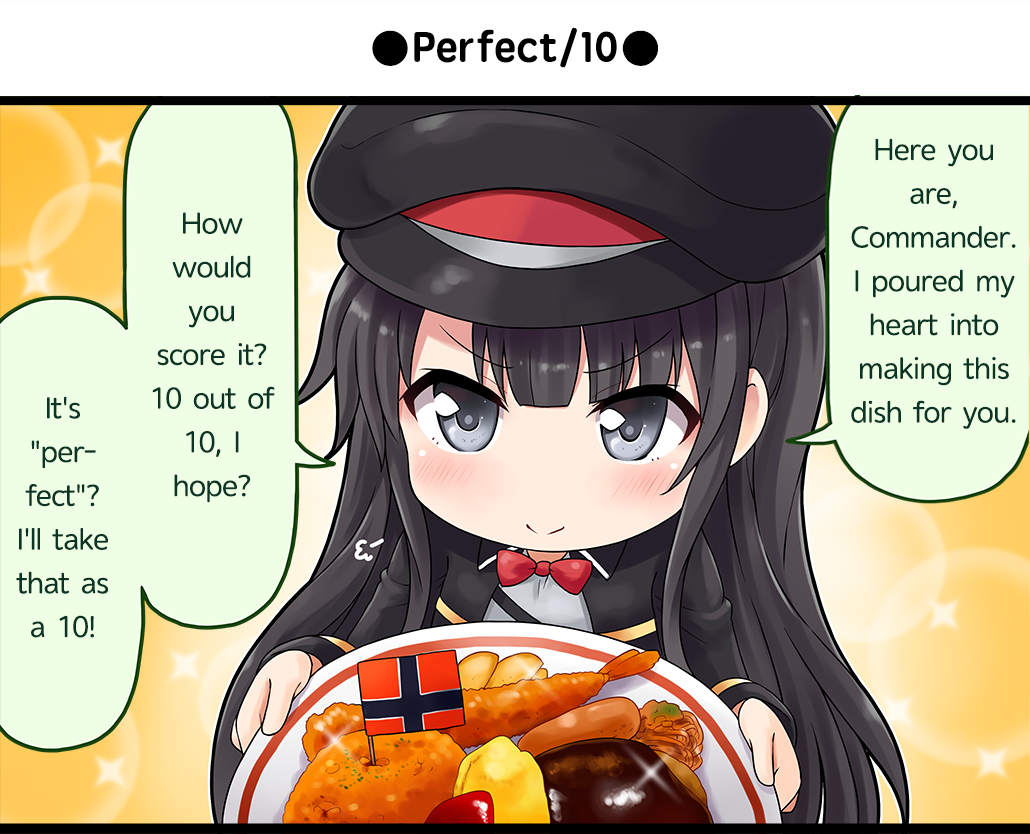 ●Perfect/10●
Here you
are,
Commander.
I poured my
heart into
making this
dish for you.
How
would
you
score it?
10 out of
10, I
hope?
It's
"per-
fect"?
I'll take
that as
a 10!